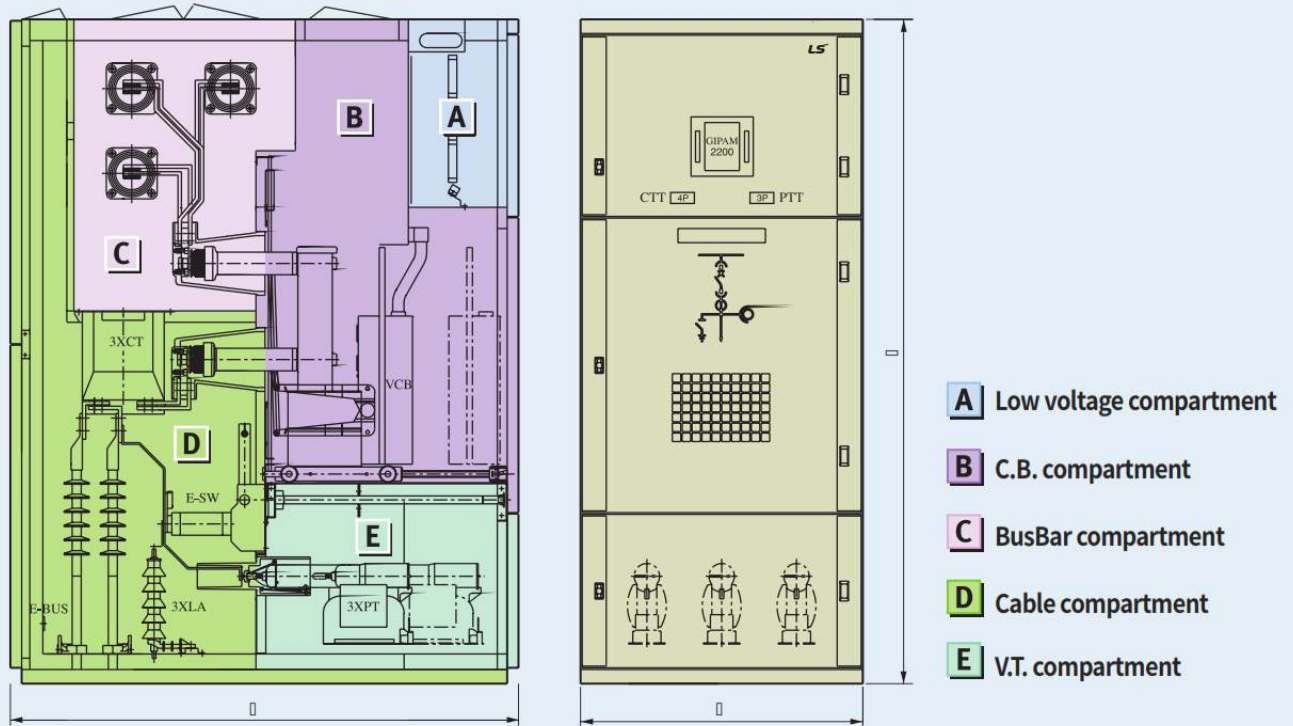 A
B
C
3XCT
VCB
D
E-SW
E
E-BUS
3XLA
3XPT
LS
GIPAM
2200
CTT 4P 3P PTT
A Low voltage compartment
B C.B. compartment
C BusBar compartment
D Cable compartment
E V.T. compartment